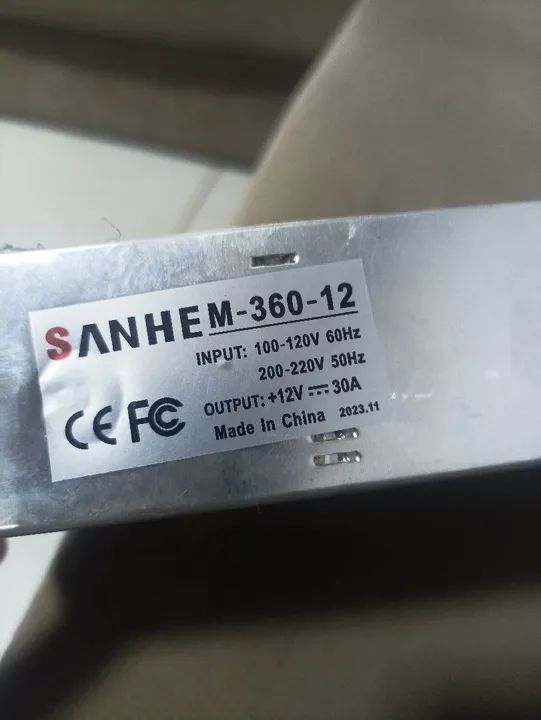 SANHEM-360-12
INPUT: 100-120V 60Hz
200-220V 50Hz
CE FC OUTPUT: +12V ⎓ 30A
Made In China 2023.11